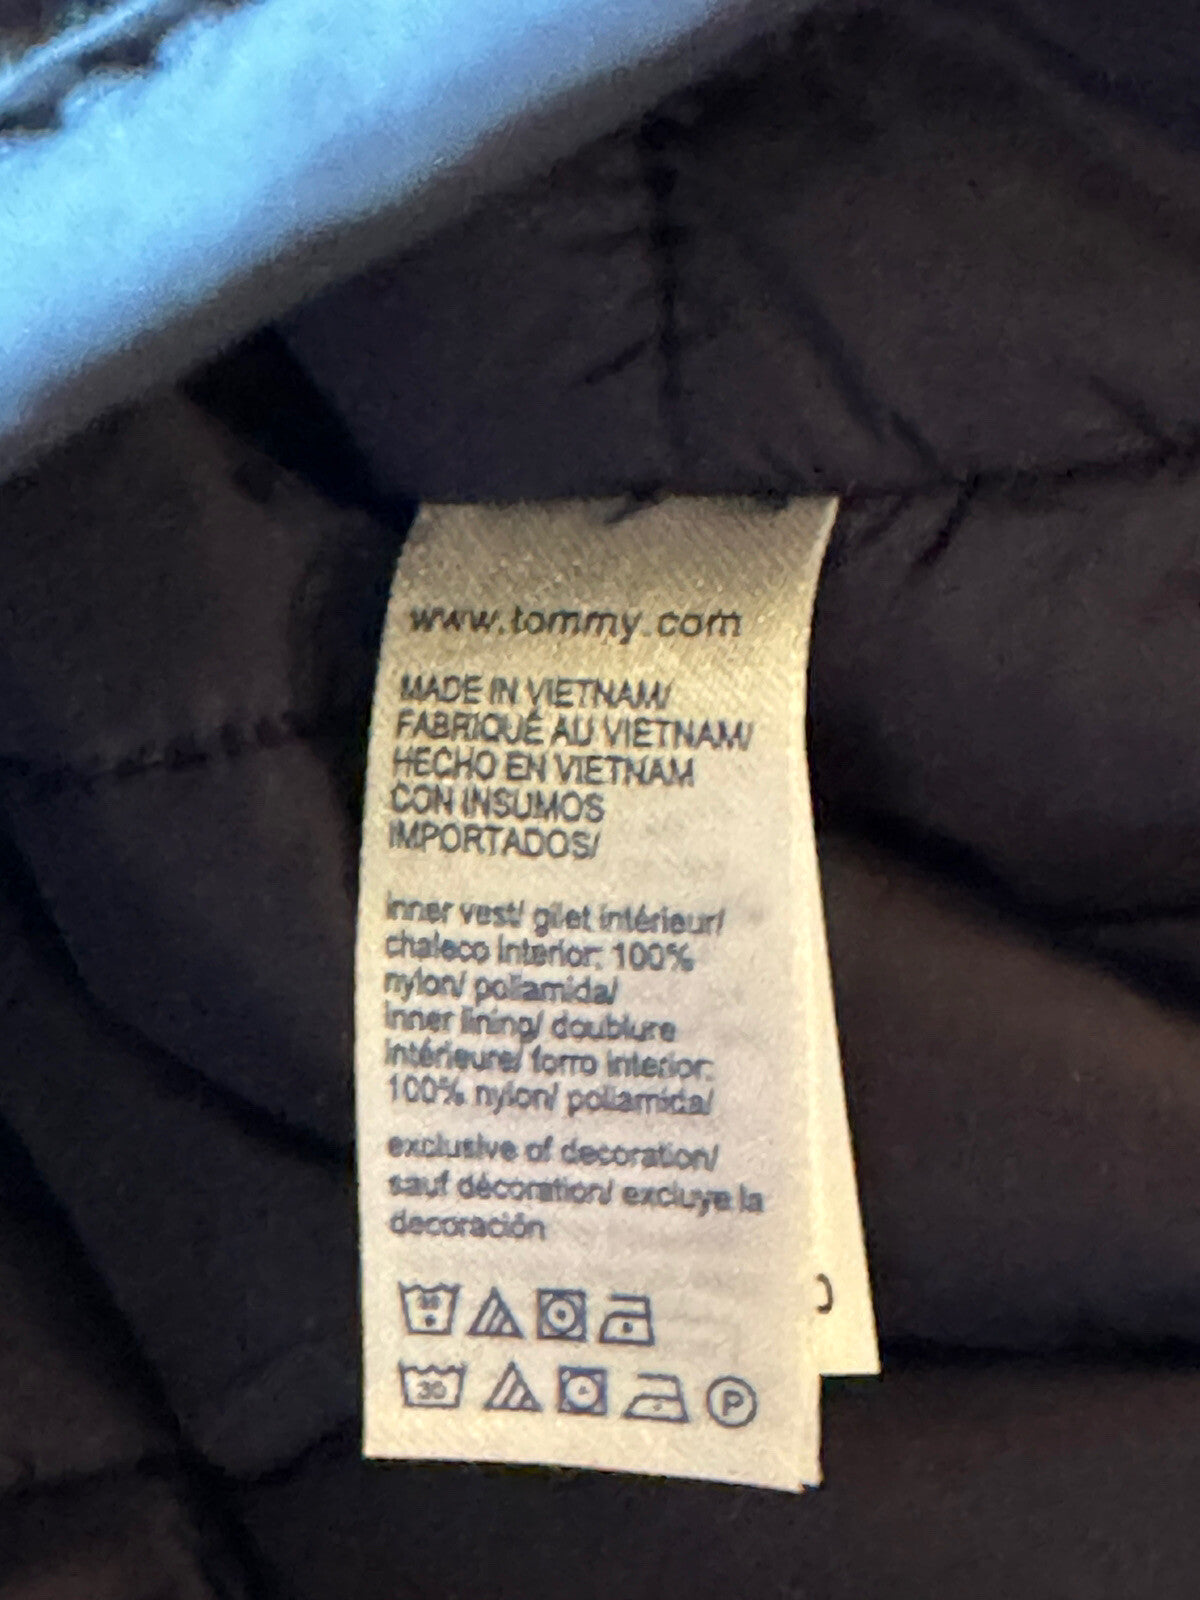 www.tommy.com
MADE IN VIETNAM/
FABRIQUÉ AU VIETNAM/
HECHO EN VIETNAM
CON INSUMOS
IMPORTADOS/
inner vest/ gilet intérieur/
chaleco interior: 100%
nylon/ poliamida/
inner lining/ doublure
intérieure/ forro interior:
100% nylon/ poliamida/
exclusive of decoration/
sauf décoration/ excluye la
decoración
30
30 P